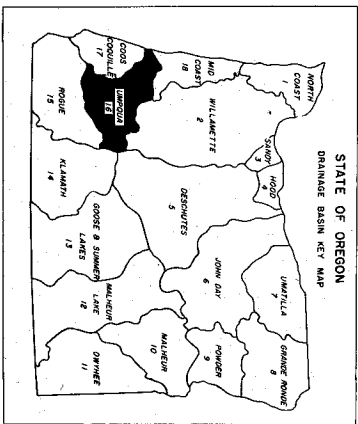 STATE OF OREGON
DRAINAGE BASIN KEY MAP
NORTH
COAST
1
WILLAMETTE
2
SANDY
3
HOOD
4
DESCHUTES
5
JOHN DAY
6
UMATILLA
7
GRANDE RONDE
8
POWDER
9
MALHEUR
10
OWYHEE
11
MALHEUR
LAKE
12
GOOSE & SUMMER
LAKES
13
KLAMATH
14
ROGUE
15
UMPQUA
16
COOS
COQUILLE
17
MID
COAST
18